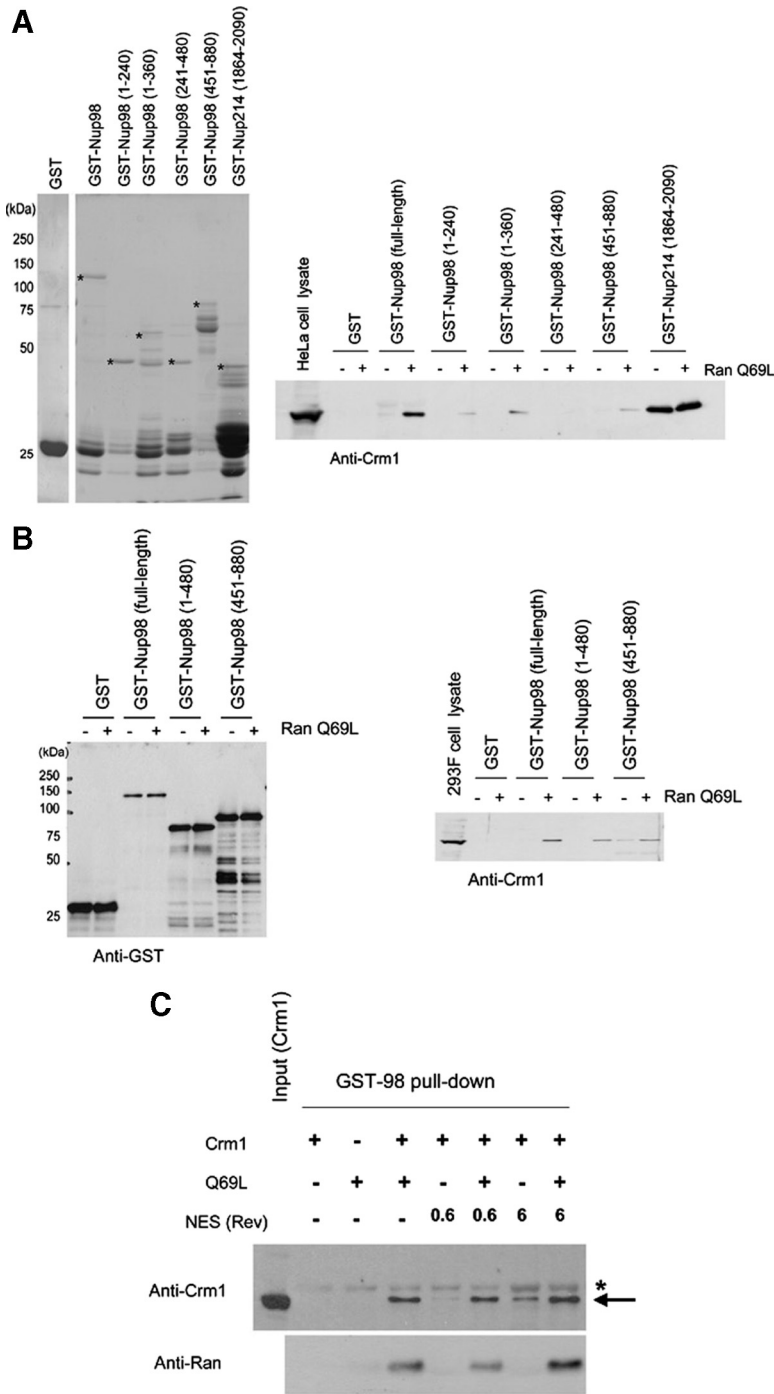 A
GST
GST-Nup98
GST-Nup98 (1-240)
GST-Nup98 (1-360)
GST-Nup98 (241-480)
GST-Nup98 (451-880)
GST-Nup214 (1864-2090)
(kDa)
250
150
100
75
50
25
* * * * * *
HeLa cell lysate
GST
GST-Nup98 (full-length)
GST-Nup98 (1-240)
GST-Nup98 (1-360)
GST-Nup98 (241-480)
GST-Nup98 (451-880)
GST-Nup214 (1864-2090)
- + - + - + - + - + - + - + Ran Q69L
Anti-Crm1
B
GST
GST-Nup98 (full-length)
GST-Nup98 (1-480)
GST-Nup98 (451-880)
- + - + - + - + Ran Q69L
(kDa)
250
150
100
75
50
25
Anti-GST
293F cell lysate
GST
GST-Nup98 (full-length)
GST-Nup98 (1-480)
GST-Nup98 (451-880)
- + - + - + - + Ran Q69L
Anti-Crm1
C
Input (Crm1)
GST-98 pull-down
Crm1 + - + + + + +
Q69L - + + - + - +
NES (Rev) - - - 0.6 0.6 6 6
Anti-Crm1 *
Anti-Ran